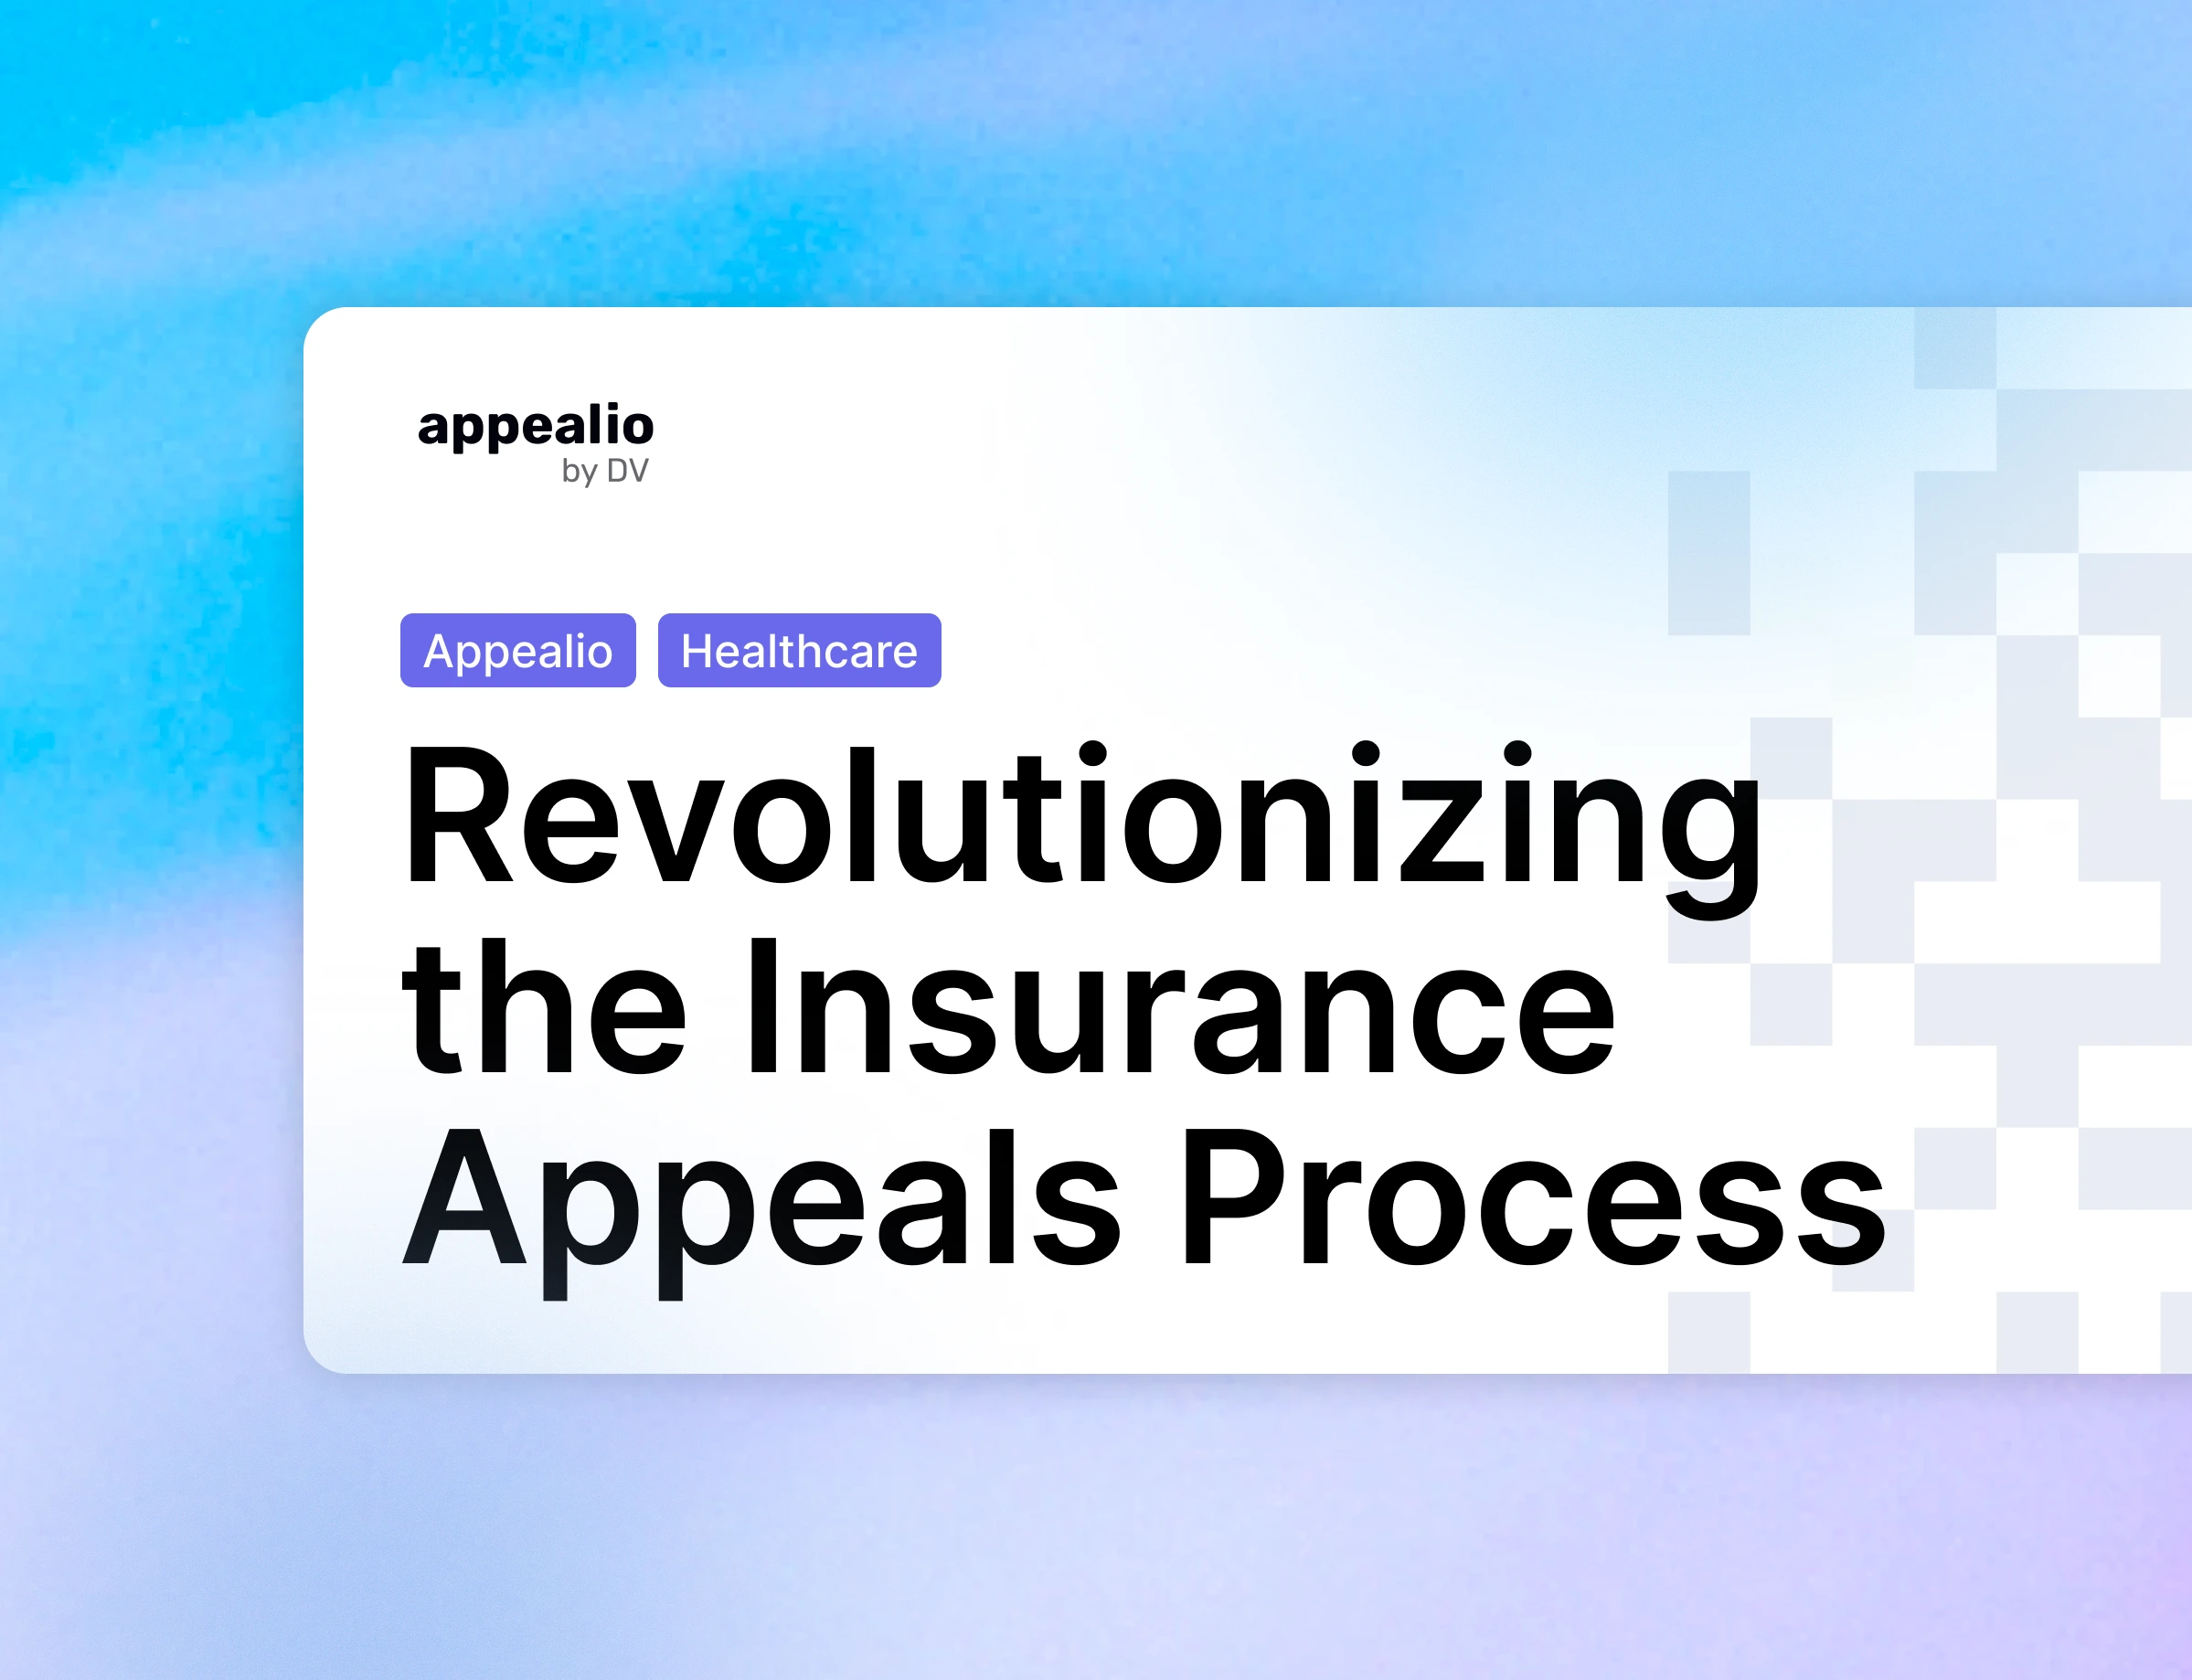 appealio
by DV
Appealio Healthcare
Revolutionizing
the Insurance
Appeals Process